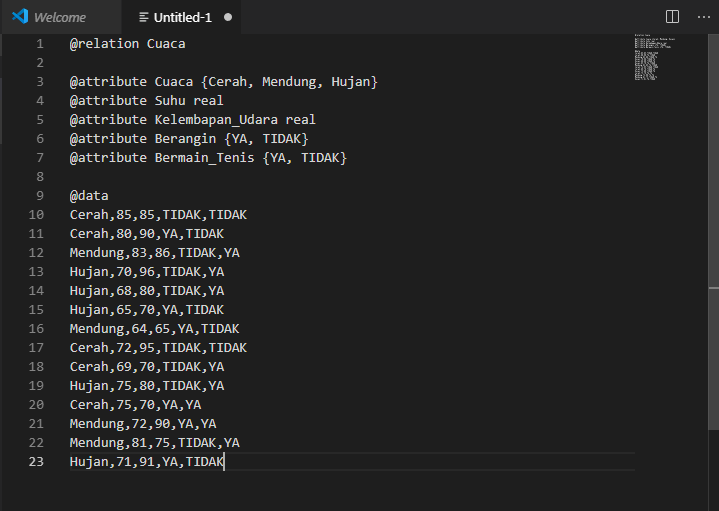 Welcome
Untitled-1
1 @relation Cuaca
2
3 @attribute Cuaca {Cerah, Mendung, Hujan}
4 @attribute Suhu real
5 @attribute Kelembapan_Udara real
6 @attribute Berangin {YA, TIDAK}
7 @attribute Bermain_Tenis {YA, TIDAK}
8
9 @data
10 Cerah,85,85,TIDAK,TIDAK
11 Cerah,80,90,YA,TIDAK
12 Mendung,83,86,TIDAK,YA
13 Hujan,70,96,TIDAK,YA
14 Hujan,68,80,TIDAK,YA
15 Hujan,65,70,YA,TIDAK
16 Mendung,64,65,YA,TIDAK
17 Cerah,72,95,TIDAK,TIDAK
18 Cerah,69,70,TIDAK,YA
19 Hujan,75,80,TIDAK,YA
20 Cerah,75,70,YA,YA
21 Mendung,72,90,YA,YA
22 Mendung,81,75,TIDAK,YA
23 Hujan,71,91,YA,TIDAK